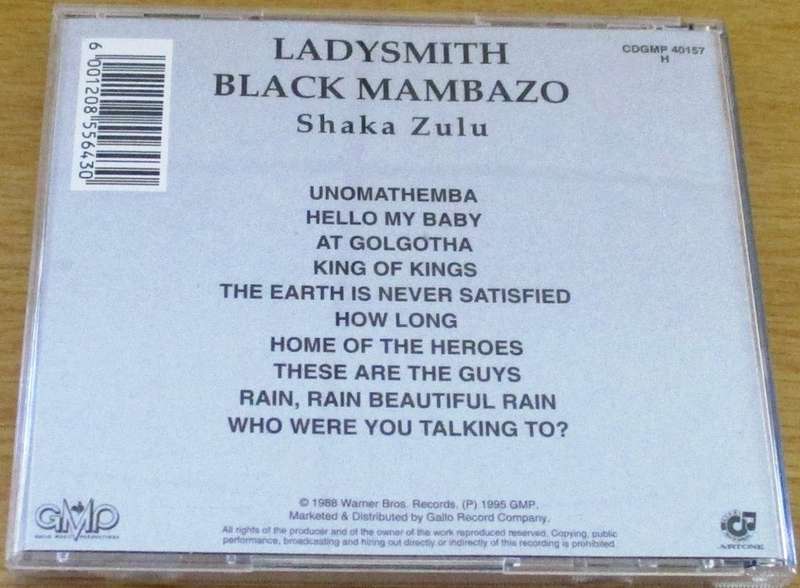 LADYSMITH
BLACK MAMBAZO
Shaka Zulu
CDGMP 40157
H
6 001208 556430
UNOMATHEMBA
HELLO MY BABY
AT GOLGOTHA
KING OF KINGS
THE EARTH IS NEVER SATISFIED
HOW LONG
HOME OF THE HEROES
THESE ARE THE GUYS
RAIN, RAIN BEAUTIFUL RAIN
WHO WERE YOU TALKING TO?
© 1988 Warner Bros. Records. (P) 1995 GMP.
Marketed & Distributed by Gallo Record Company.
All rights of the producer and of the owner of the work reproduced reserved. Copying, public
performance, broadcasting and hiring out directly or indirectly of this recording is prohibited.
GMP
GALLO MUSIC PRODUCTIONS
ARTONE